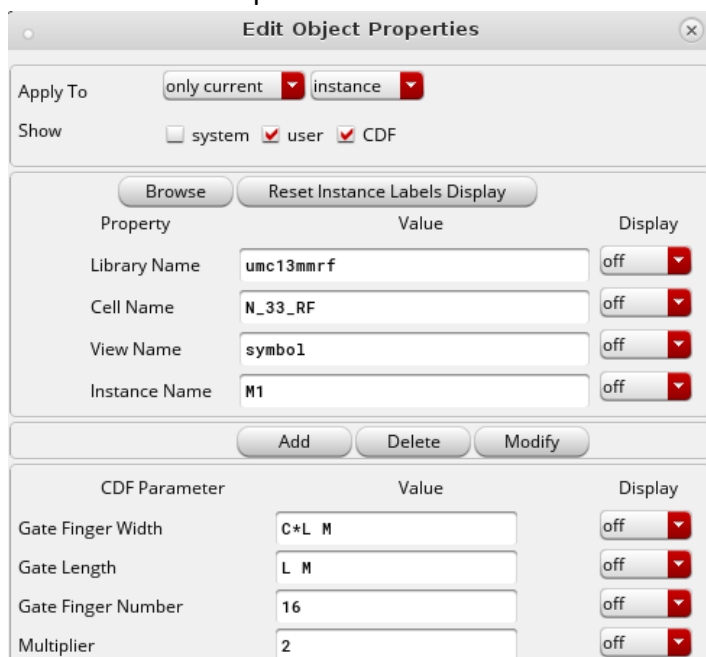 Edit Object Properties
Apply To only current instance
Show system user CDF
Browse Reset Instance Labels Display
Property Value Display
Library Name umc13mmrf off
Cell Name N_33_RF off
View Name symbol off
Instance Name M1 off
Add Delete Modify
CDF Parameter Value Display
Gate Finger Width C*L M off
Gate Length L M off
Gate Finger Number 16 off
Multiplier 2 off